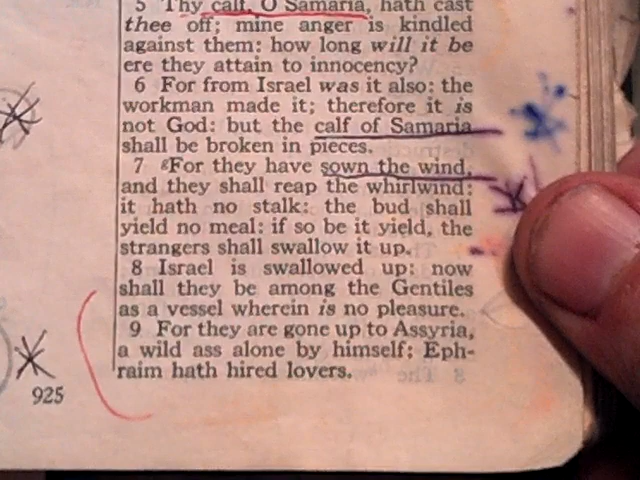 5 Thy calf, O Samaria, hath cast
thee off; mine anger is kindled
against them: how long will it be
ere they attain to innocency?
6 For from Israel was it also: the
workman made it; therefore it is
not God: but the calf of Samaria
shall be broken in pieces.
7 gFor they have sown the wind,
and they shall reap the whirlwind:
it hath no stalk: the bud shall
yield no meal: if so be it yield, the
strangers shall swallow it up.
8 Israel is swallowed up: now
shall they be among the Gentiles
as a vessel wherein is no pleasure.
9 For they are gone up to Assyria,
a wild ass alone by himself: Eph-
raim hath hired lovers.
925